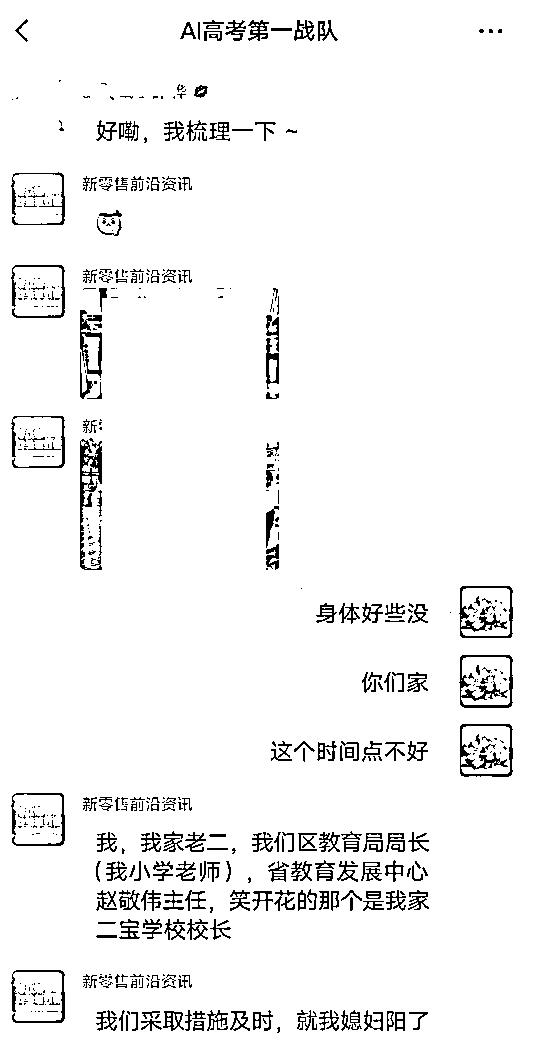 AI高考第一战队
好嘞，我梳理一下 ~
新零售前沿资讯
新零售前沿资讯
新
身体好些没
你们家
这个时间点不好
新零售前沿资讯
我，我家老二，我们区教育局局长
（我小学老师），省教育发展中心
赵敬伟主任，笑开花的那个是我家
二宝学校校长
新零售前沿资讯
我们采取措施及时，就我媳妇阳了